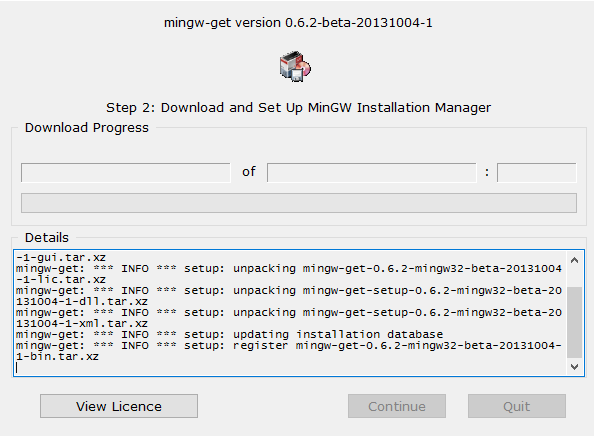 mingw-get version 0.6.2-beta-20131004-1
Step 2: Download and Set Up MinGW Installation Manager
Download Progress
of :
Details
-1-gui.tar.xz
mingw-get: *** INFO *** setup: unpacking mingw-get-0.6.2-mingw32-beta-20131004
-1-lic.tar.xz
mingw-get: *** INFO *** setup: unpacking mingw-get-setup-0.6.2-mingw32-beta-20
131004-1-dll.tar.xz
mingw-get: *** INFO *** setup: unpacking mingw-get-setup-0.6.2-mingw32-beta-20
131004-1-xml.tar.xz
mingw-get: *** INFO *** setup: updating installation database
mingw-get: *** INFO *** setup: register mingw-get-0.6.2-mingw32-beta-20131004-
1-bin.tar.xz
View Licence Continue Quit